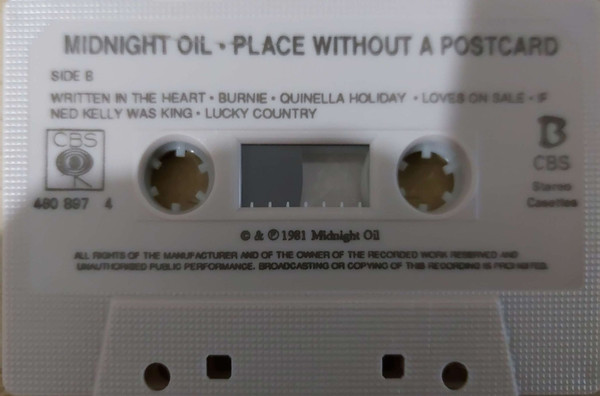 MIDNIGHT OIL • PLACE WITHOUT A POSTCARD
SIDE B
WRITTEN IN THE HEART • BURNIE • QUINELLA HOLIDAY • LOVES ON SALE • IF
NED KELLY WAS KING • LUCKY COUNTRY
CBS
460 897 4
B
CBS
Stereo
Cassettes
© & ℗ 1981 Midnight Oil
ALL RIGHTS OF THE MANUFACTURER AND OF THE OWNER OF THE RECORDED WORK RESERVED AND
UNAUTHORISED PUBLIC PERFORMANCE. BROADCASTING OR COPYING OF THIS RECORDING IS PROHIBITED.